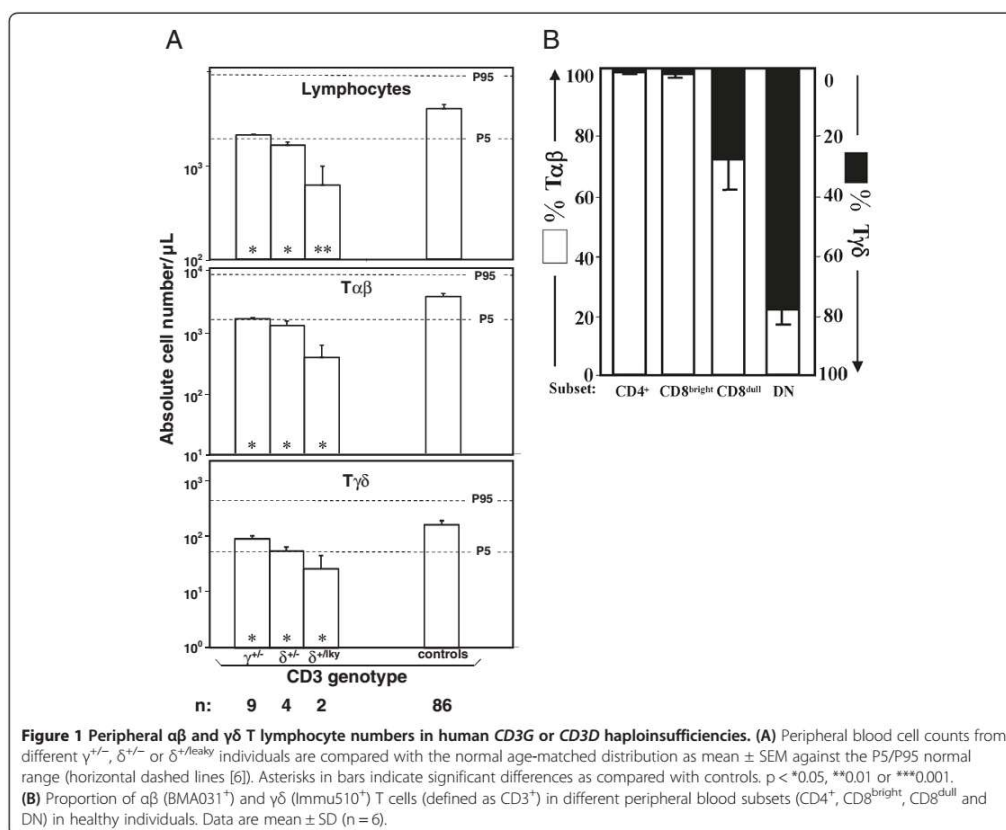 A
Lymphocytes
P95
P5
10³
10²
Tαβ
P95
P5
10⁴
10³
10²
10¹
Tγδ
P95
P5
10³
10²
10¹
10⁰
Absolute cell number/µL
* * **
* * *
* * *
γ+/- δ+/- δ+/lky controls
CD3 genotype
n: 9 4 2 86
B
% Tαβ
100
80
60
40
20
0
0
20
40
60
80
100
% Tγδ
Subset: CD4⁺ CD8bright CD8dull DN
Figure 1 Peripheral αβ and γδ T lymphocyte numbers in human CD3G or CD3D haploinsufficiencies. (A) Peripheral blood cell counts from
different γ+/−, δ+/− or δ+/leaky individuals are compared with the normal age-matched distribution as mean ± SEM against the P5/P95 normal
range (horizontal dashed lines [6]). Asterisks in bars indicate significant differences as compared with controls. p < *0.05, **0.01 or ***0.001.
(B) Proportion of αβ (BMA031⁺) and γδ (Immu510⁺) T cells (defined as CD3⁺) in different peripheral blood subsets (CD4⁺, CD8bright, CD8dull and
DN) in healthy individuals. Data are mean ± SD (n = 6).